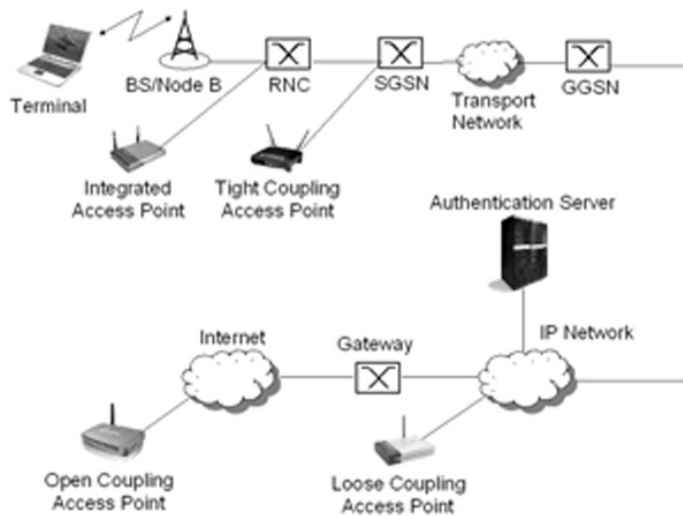 Terminal
BS/Node B
RNC
SGSN
Transport
Network
GGSN
Integrated
Access Point
Tight Coupling
Access Point
Authentication Server
Internet
Gateway
IP Network
Open Coupling
Access Point
Loose Coupling
Access Point